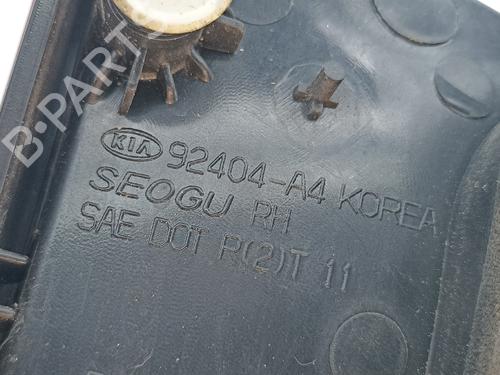 B-PARTS
KIA 92404-A4 KOREA
SEOGU RH
SAE DOT P(2)T 11